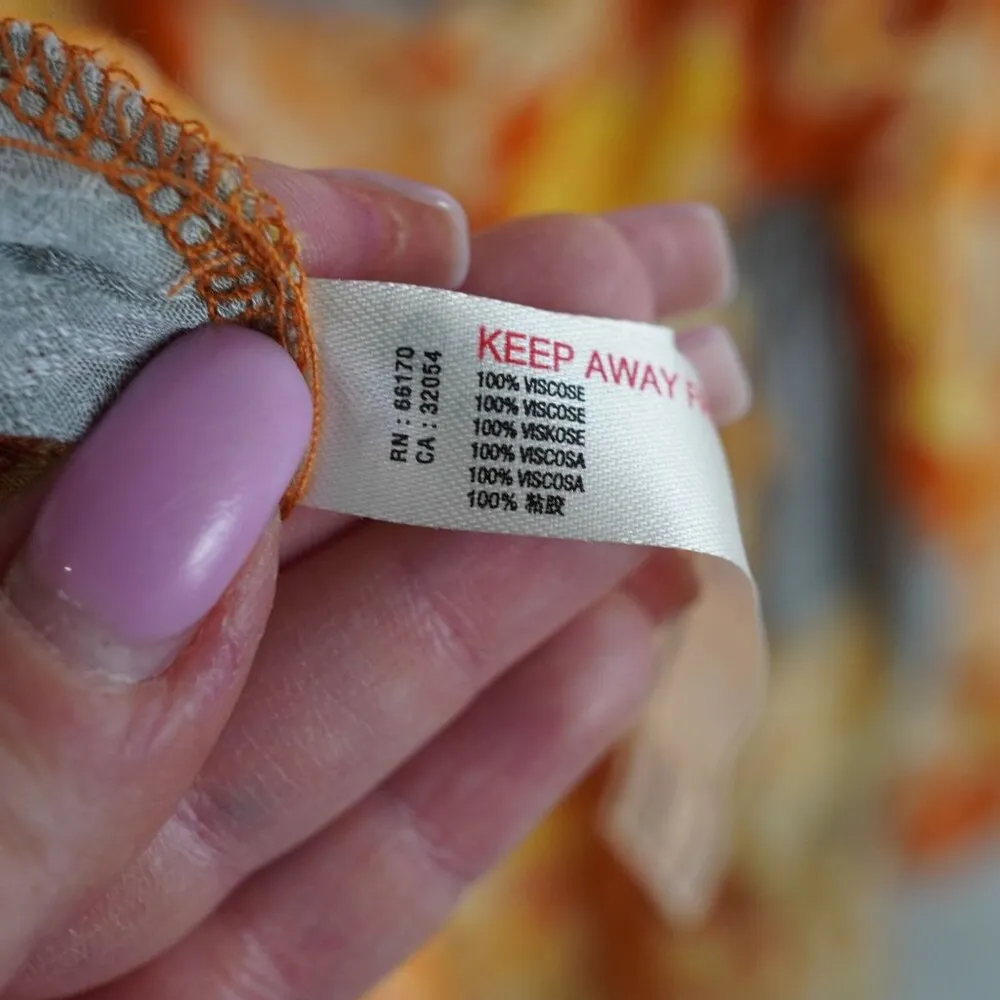 RN : 66170
CA : 32054
KEEP AWAY
100% VISCOSE
100% VISCOSE
100% VISKOSE
100% VISCOSA
100% VISCOSA
100% 粘胶